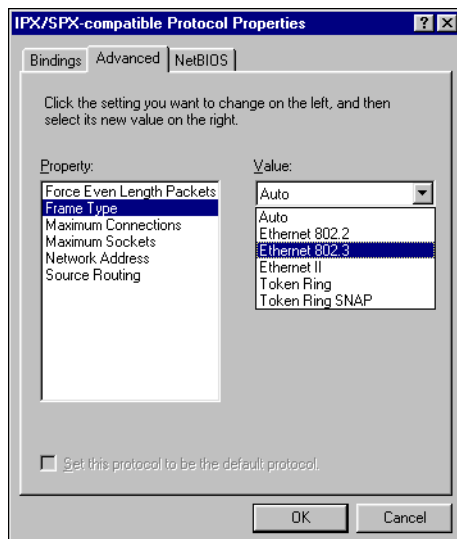 IPX/SPX-compatible Protocol Properties
Bindings Advanced NetBIOS
Click the setting you want to change on the left, and then
select its new value on the right.
Property:
Force Even Length Packets
Frame Type
Maximum Connections
Maximum Sockets
Network Address
Source Routing
Value:
Auto
Auto
Ethernet 802.2
Ethernet 802.3
Ethernet II
Token Ring
Token Ring SNAP
Set this protocol to be the default protocol.
OK Cancel